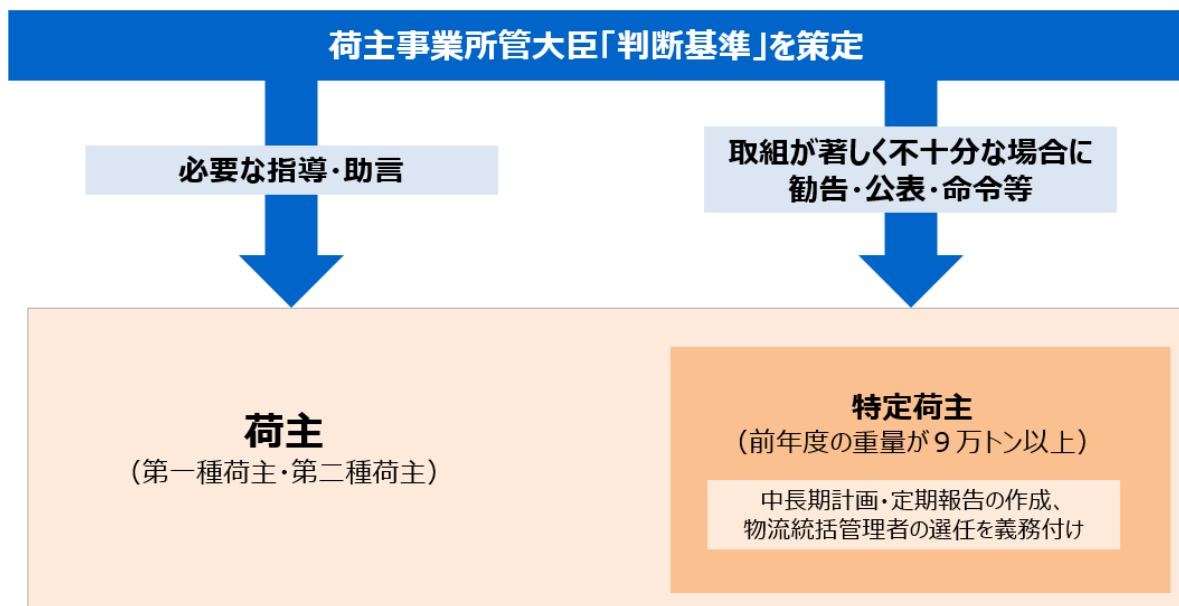 荷主事業所管大臣「判断基準」を策定
必要な指導・助言
取組が著しく不十分な場合に
勧告・公表・命令等
荷主
（第一種荷主・第二種荷主）
特定荷主
（前年度の重量が９万トン以上）
中長期計画・定期報告の作成、
物流統括管理者の選任を義務付け